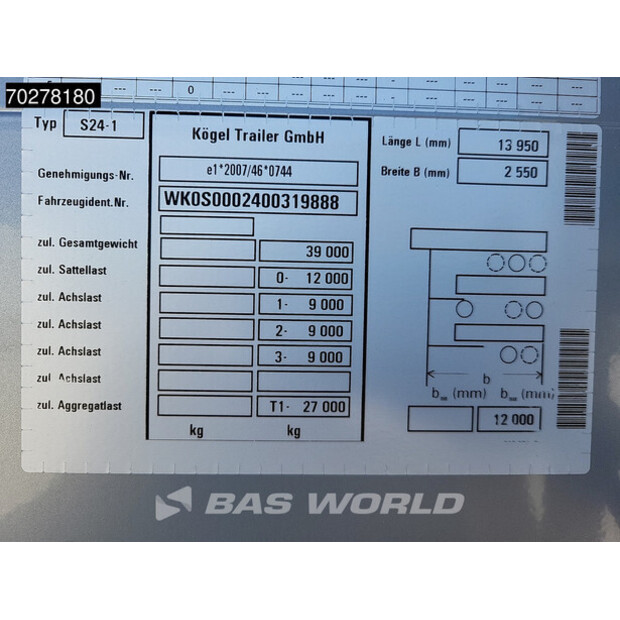 --- --- --- --- - --- --- ---
--- --- 0 --- --- --- --- - --- --- --- --- ---
70278180
Typ S24-1
Kögel Trailer GmbH
Länge L (mm) 13 950
Genehmigungs-Nr. e1*2007/46*0744
Breite B (mm) 2 550
Fahrzeugident.Nr. WK0S0002400319888
zul. Gesamtgewicht 39 000
zul. Sattellast 0- 12 000
zul. Achslast 1- 9 000
zul. Achslast 2- 9 000
zul. Achslast 3- 9 000
zul. Achslast
zul. Aggregatlast T1- 27 000
kg kg
b
b (mm) b (mm)
12 000
BAS WORLD